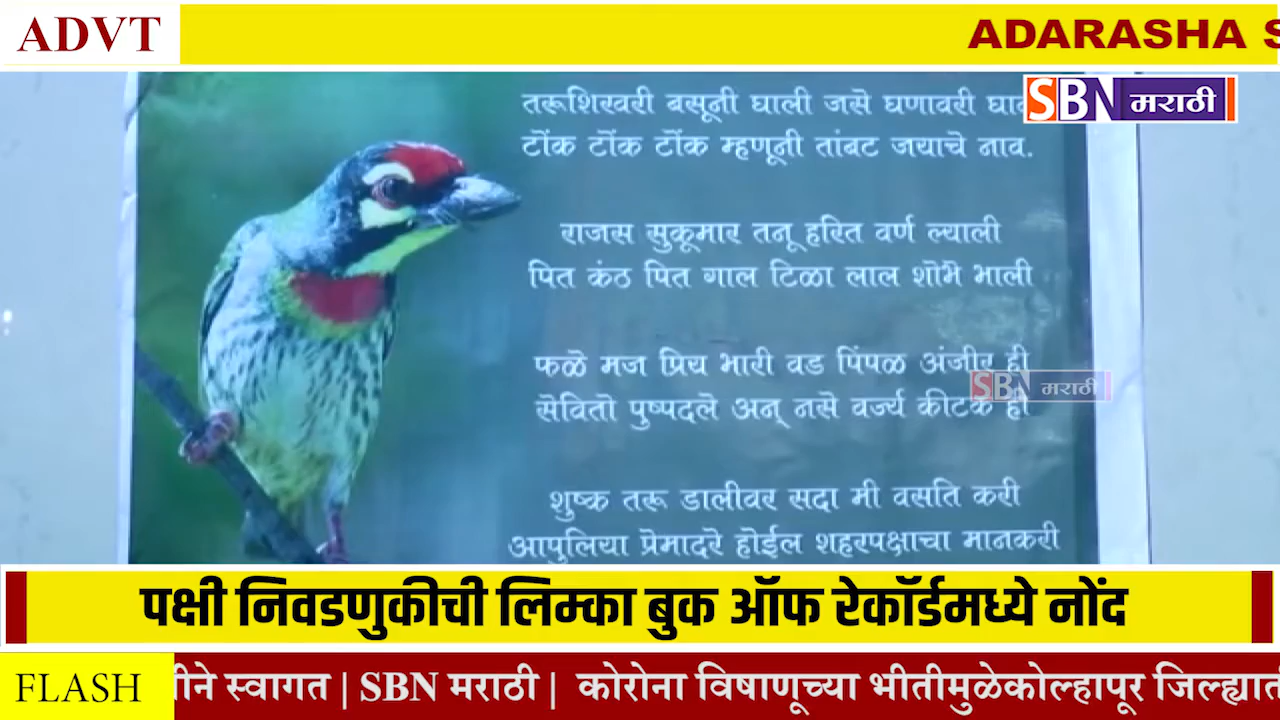 ADVT
ADARASHA
SBN मराठी
तरूशिखरी बसूनी घाली जसे घणावरी
टोंक टोंक टोंक म्हणूनी तांबट जयाचे नाव.
राजस सुकूमार तनू हरित वर्ण ल्याली
पित कंठ पित गाल टिळा लाल शोभे भाली
फळे मज प्रिय भारी वड पिंपळ अंजीर ही
SBN मराठी
सेवितो पुष्पदले अन् नसे वर्ज्य कीटक ही
शुष्क तरू डालीवर सदा मी वसति करी
आपुलिया प्रेमादरे होईल शहरपक्षाचा मानकरी
पक्षी निवडणुकीची लिम्का बुक ऑफ रेकॉर्डमध्ये नोंद
FLASH
स्वागत | SBN मराठी | कोरोना विषाणूच्या भीतीमुळेकोल्हापूर जिल्ह्यात